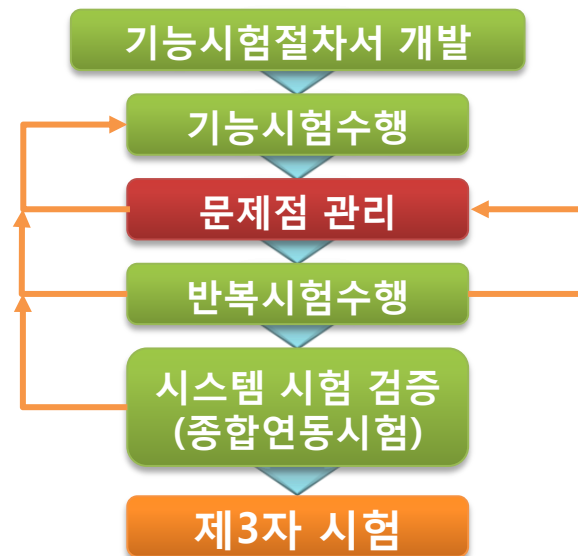 기능시험절차서 개발
기능시험수행
문제점 관리
반복시험수행
시스템 시험 검증
(종합연동시험)
제3자 시험